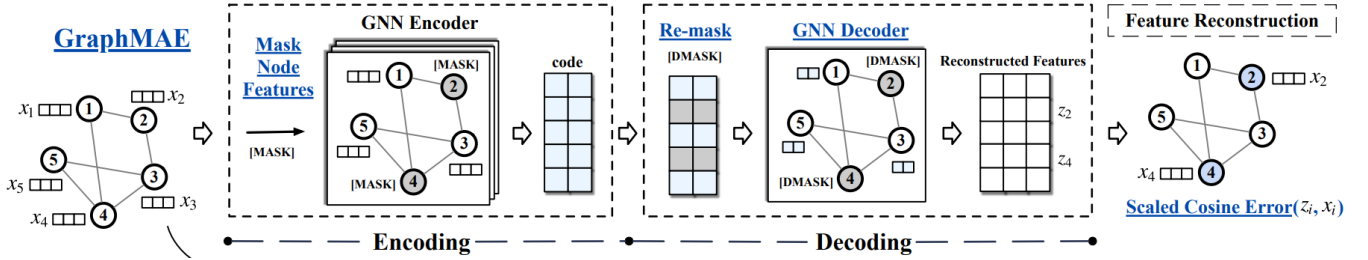 GraphMAE
x1
x2
1
2
5
3
x5
x3
x4
4
Mask
Node
Features
[MASK]
GNN Encoder
[MASK]
1
2
5
3
[MASK]
4
code
Encoding
Re-mask
[DMASK]
GNN Decoder
[DMASK]
1
2
5
3
[DMASK]
4
Reconstructed Features
z2
z4
Decoding
Feature Reconstruction
1
2
x2
5
3
x4
4
Scaled Cosine Error(zi, xi)